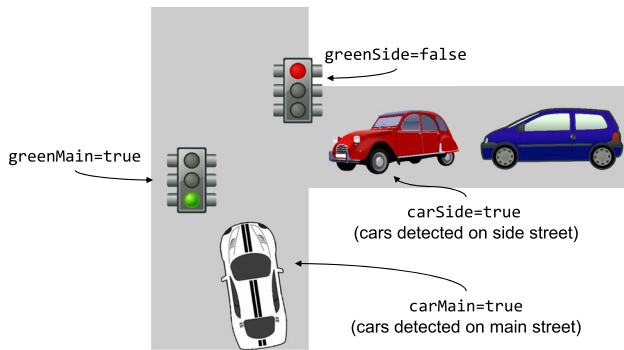 greenSide=false
greenMain=true
carSide=true
(cars detected on side street)
carMain=true
(cars detected on main street)